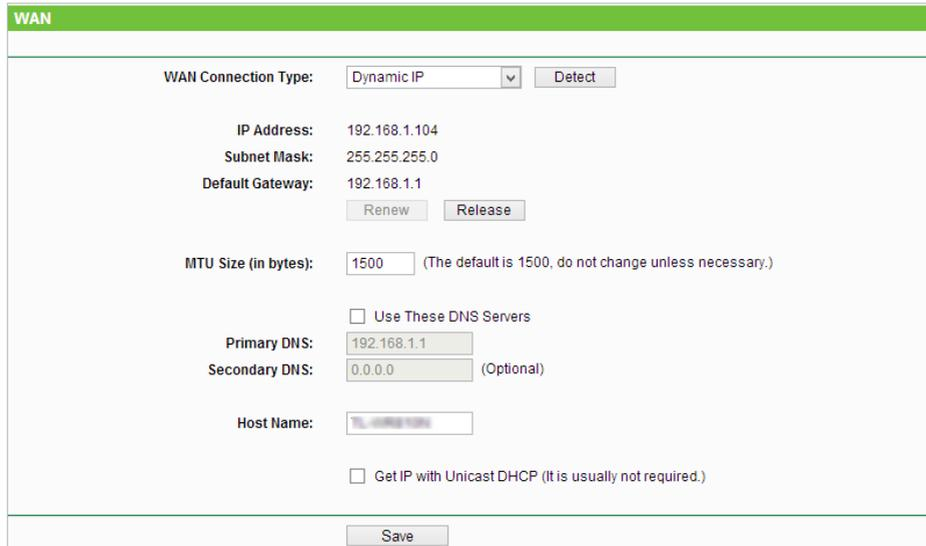 WAN
WAN Connection Type: Dynamic IP Detect
IP Address: 192.168.1.104
Subnet Mask: 255.255.255.0
Default Gateway: 192.168.1.1
Renew Release
MTU Size (in bytes): 1500 (The default is 1500, do not change unless necessary.)
Use These DNS Servers
Primary DNS: 192.168.1.1
Secondary DNS: 0.0.0.0 (Optional)
Host Name:
Get IP with Unicast DHCP (It is usually not required.)
Save